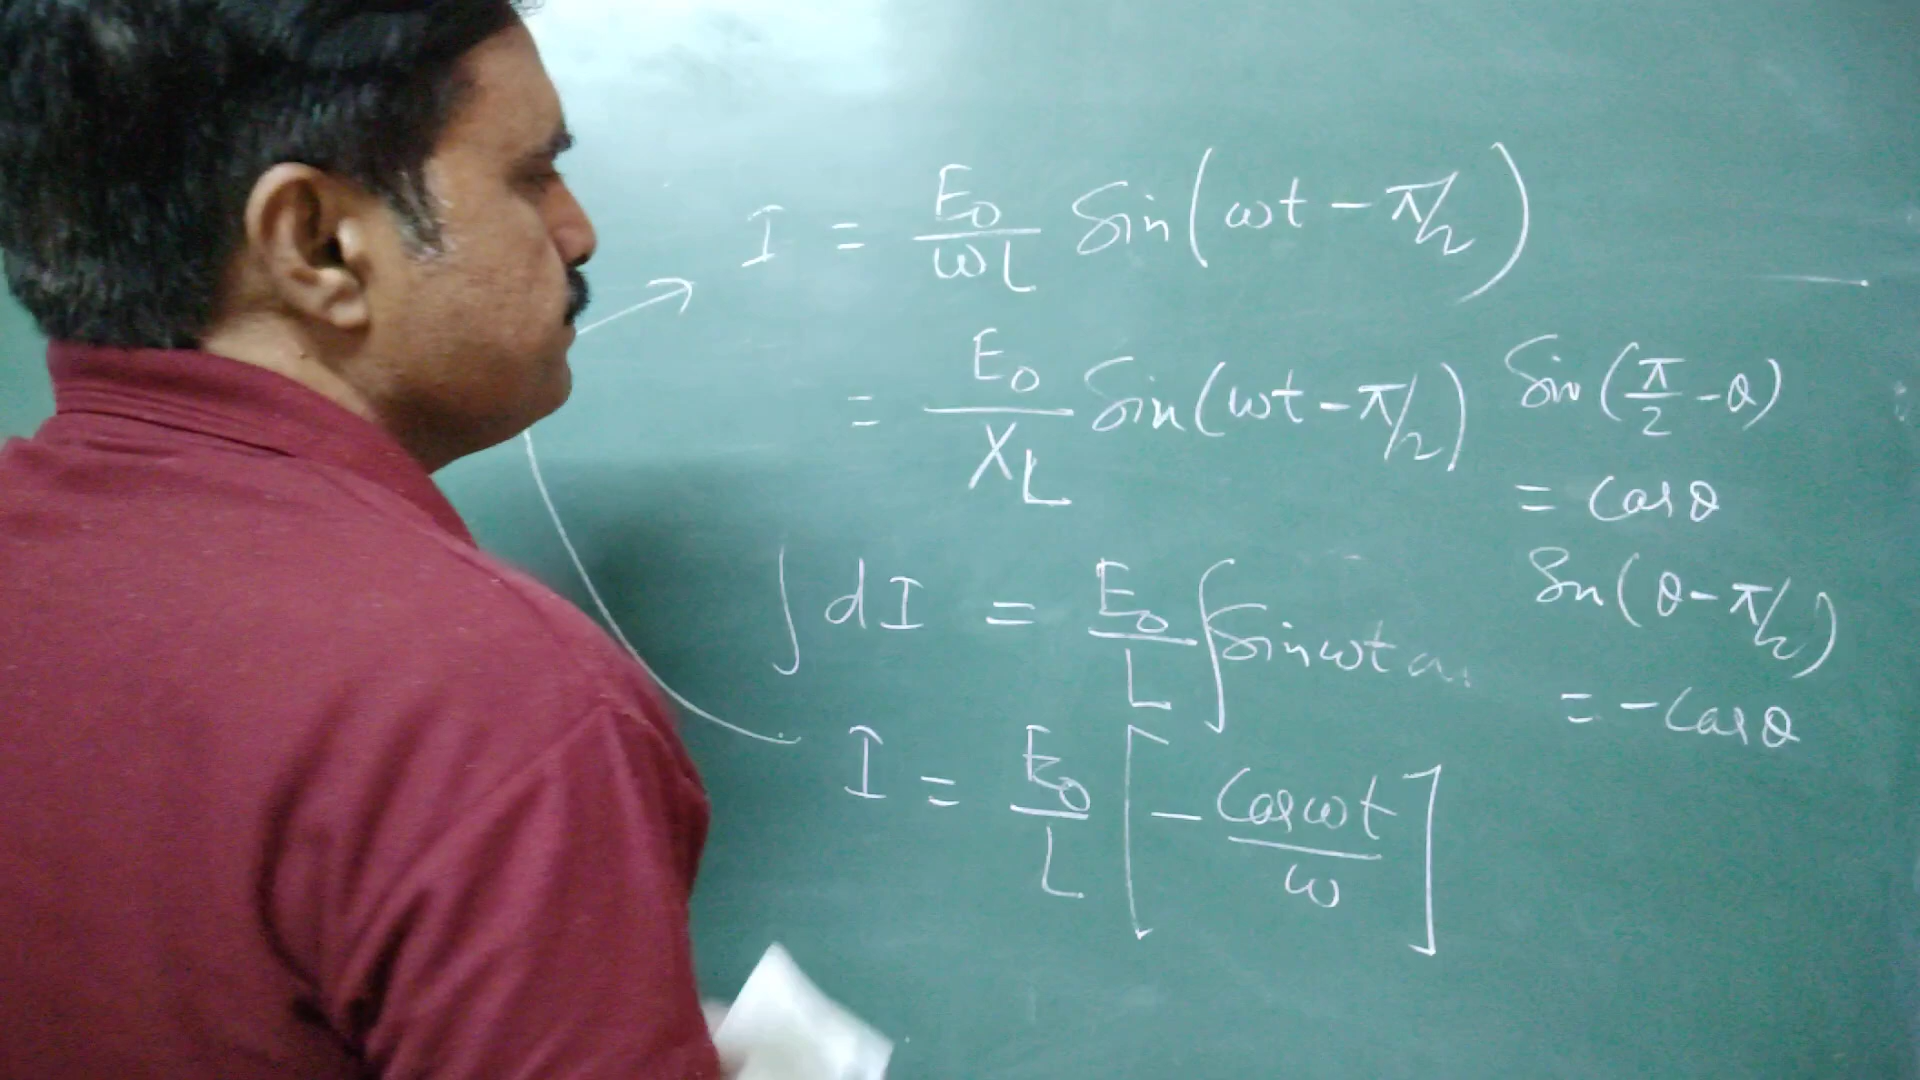 I = E₀/ωL Sin(ωt - π/2)
= E₀/X_L Sin(ωt - π/2)
Sin(π/2 - θ)
= Cos θ
∫dI = E₀/L ∫Sin ωt
Sin(θ - π/2)
= - Cos θ
I = E₀/L [- Cos ωt/ω]